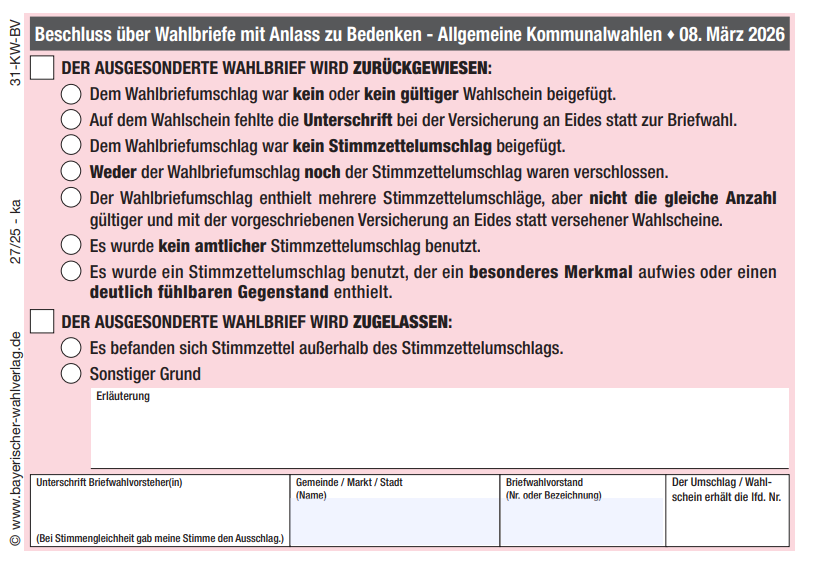 Beschluss über Wahlbriefe mit Anlass zu Bedenken - Allgemeine Kommunalwahlen ♦ 08. März 2026
DER AUSGESONDERTE WAHLBRIEF WIRD ZURÜCKGEWIESEN:
Dem Wahlbriefumschlag war kein oder kein gültiger Wahlschein beigefügt.
Auf dem Wahlschein fehlte die Unterschrift bei der Versicherung an Eides statt zur Briefwahl.
Dem Wahlbriefumschlag war kein Stimmzettelumschlag beigefügt.
Weder der Wahlbriefumschlag noch der Stimmzettelumschlag waren verschlossen.
Der Wahlbriefumschlag enthielt mehrere Stimmzettelumschläge, aber nicht die gleiche Anzahl
gültiger und mit der vorgeschriebenen Versicherung an Eides statt versehener Wahlscheine.
Es wurde kein amtlicher Stimmzettelumschlag benutzt.
Es wurde ein Stimmzettelumschlag benutzt, der ein besonderes Merkmal aufwies oder einen
deutlich fühlbaren Gegenstand enthielt.
DER AUSGESONDERTE WAHLBRIEF WIRD ZUGELASSEN:
Es befanden sich Stimmzettel außerhalb des Stimmzettelumschlags.
Sonstiger Grund
Erläuterung
Unterschrift Briefwahlvorsteher(in)
(Bei Stimmengleichheit gab meine Stimme den Ausschlag.)
Gemeinde / Markt / Stadt
(Name)
Briefwahlvorstand
(Nr. oder Bezeichnung)
Der Umschlag / Wahl-
schein erhält die lfd. Nr.
© www.bayerischer-wahlverlag.de
27/25 - ka
31-KW-BV